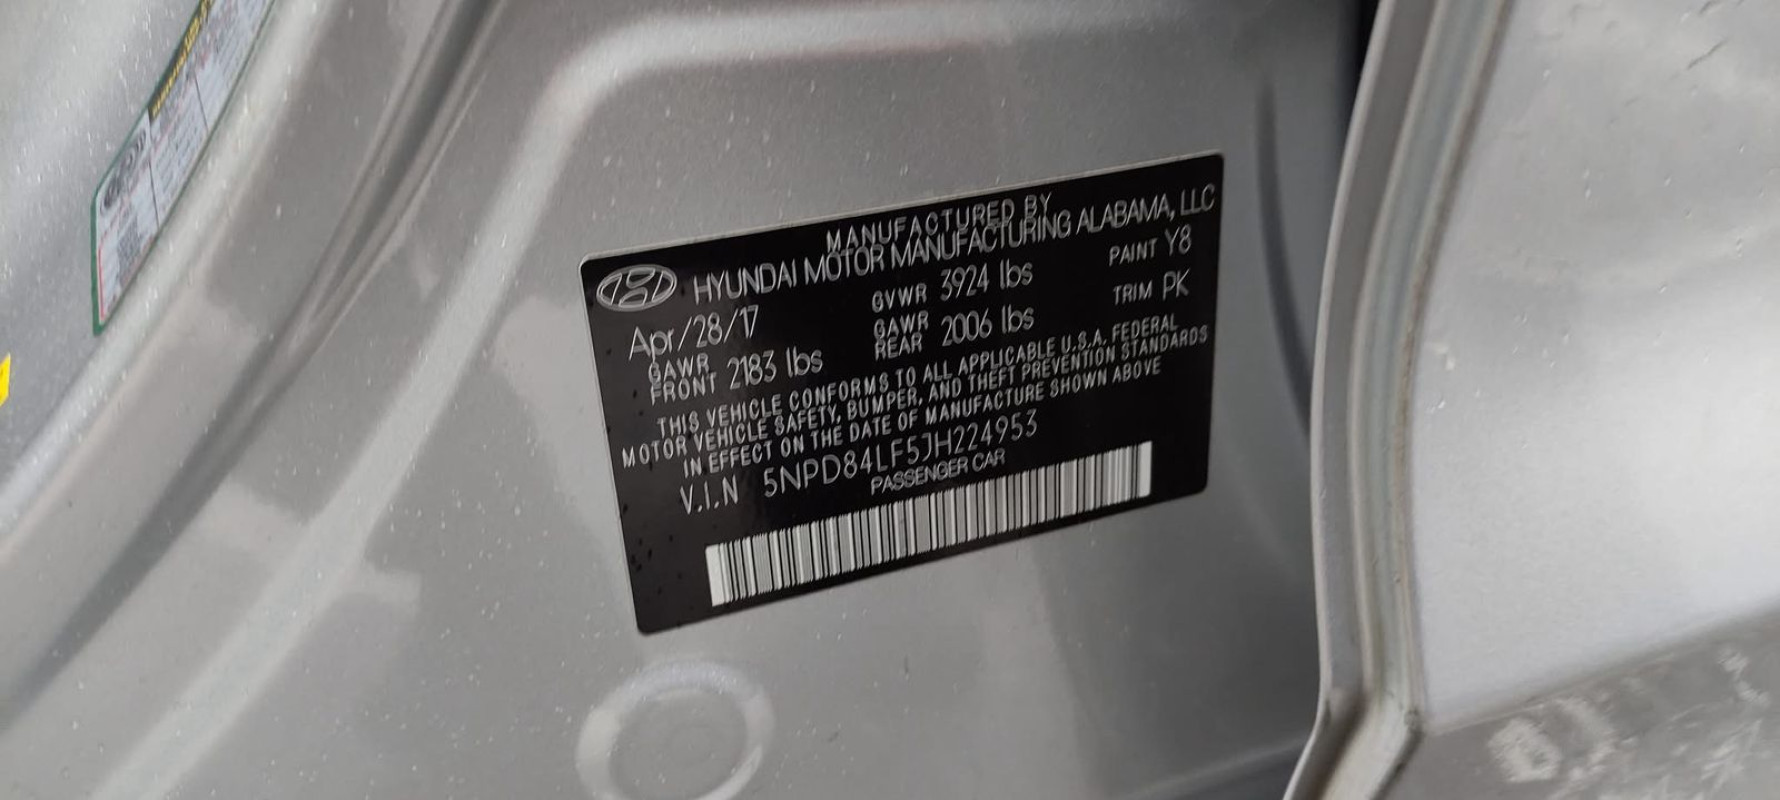 MANUFACTURED BY
HYUNDAI MOTOR MANUFACTURING ALABAMA, LLC
Apr/28/17 GVWR 3924 lbs PAINT Y8
GAWR FRONT 2183 lbs GAWR REAR 2006 lbs TRIM PK
THIS VEHICLE CONFORMS TO ALL APPLICABLE U.S.A. FEDERAL
MOTOR VEHICLE SAFETY, BUMPER, AND THEFT PREVENTION STANDARDS
IN EFFECT ON THE DATE OF MANUFACTURE SHOWN ABOVE
V.I.N 5NPD84LF5JH224953
PASSENGER CAR